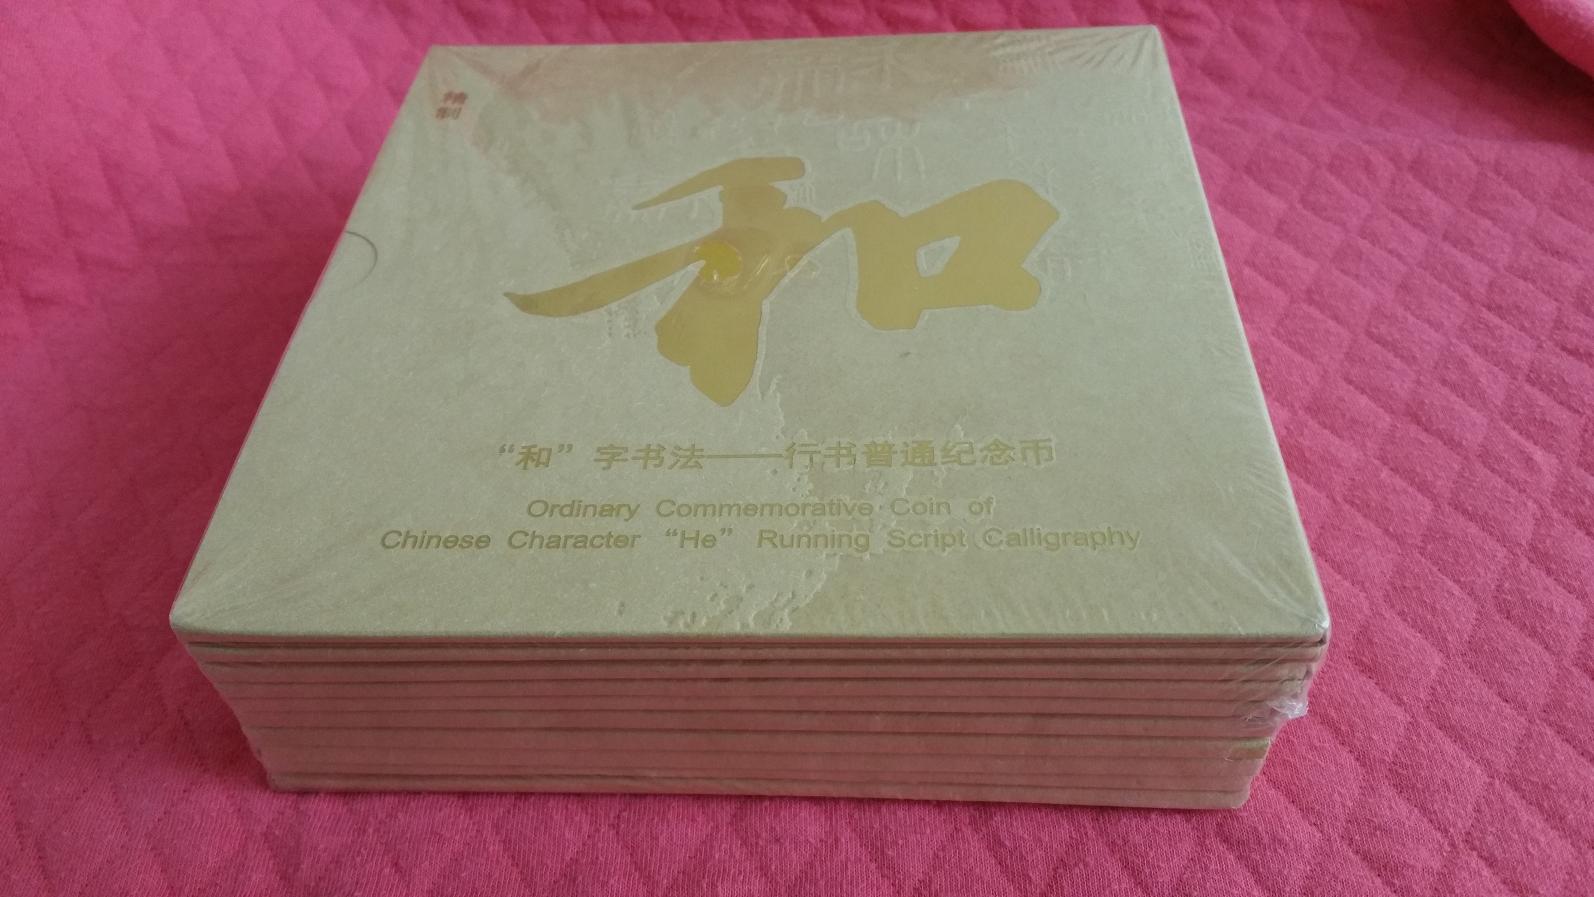 精制
和
“和”字书法——行书普通纪念币
Ordinary Commemorative Coin of
Chinese Character “He” Running Script Calligraphy